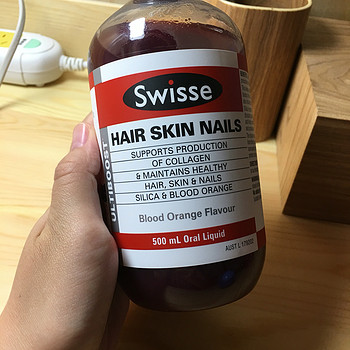 Swisse
ULTIBOOST
HAIR SKIN NAILS
SUPPORTS PRODUCTION
OF COLLAGEN
& MAINTAINS HEALTHY
HAIR, SKIN & NAILS
SILICA & BLOOD ORANGE
Blood Orange Flavour
500 mL Oral Liquid
AUST L